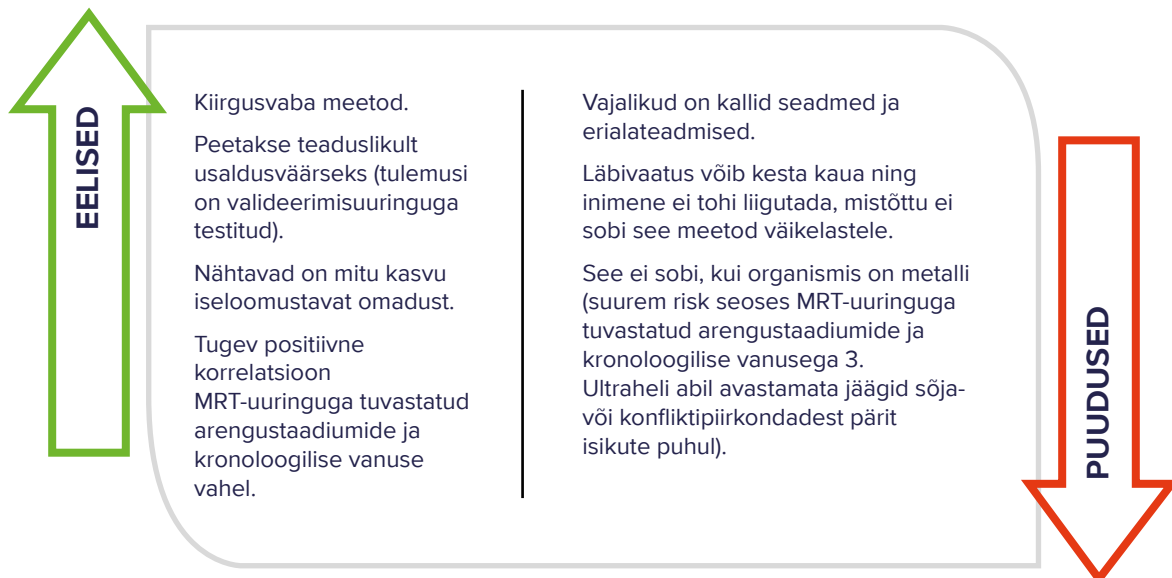 EELISED
Kiirgusvaba meetod.
Peetakse teaduslikult
usaldusväärseks (tulemusi
on valideerimisuuringuga
testitud).
Nähtavad on mitu kasvu
iseloomustavat omadust.
Tugev positiivne
korrelatsioon
MRT-uuringuga tuvastatud
arengustaadiumide ja
kronoloogilise vanuse
vahel.
Vajalikud on kallid seadmed ja
erialateadmised.
Läbivaatus võib kesta kaua ning
inimene ei tohi liigutada, mistõttu ei
sobi see meetod väikelastele.
See ei sobi, kui organismis on metalli
(suurem risk seoses MRT-uuringuga
tuvastatud arengustaadiumide ja
kronoloogilise vanusega 3.
Ultraheli abil avastamata jäägid sõja-
või konfliktipiirkondadest pärit
isikute puhul).
PUUDUSED